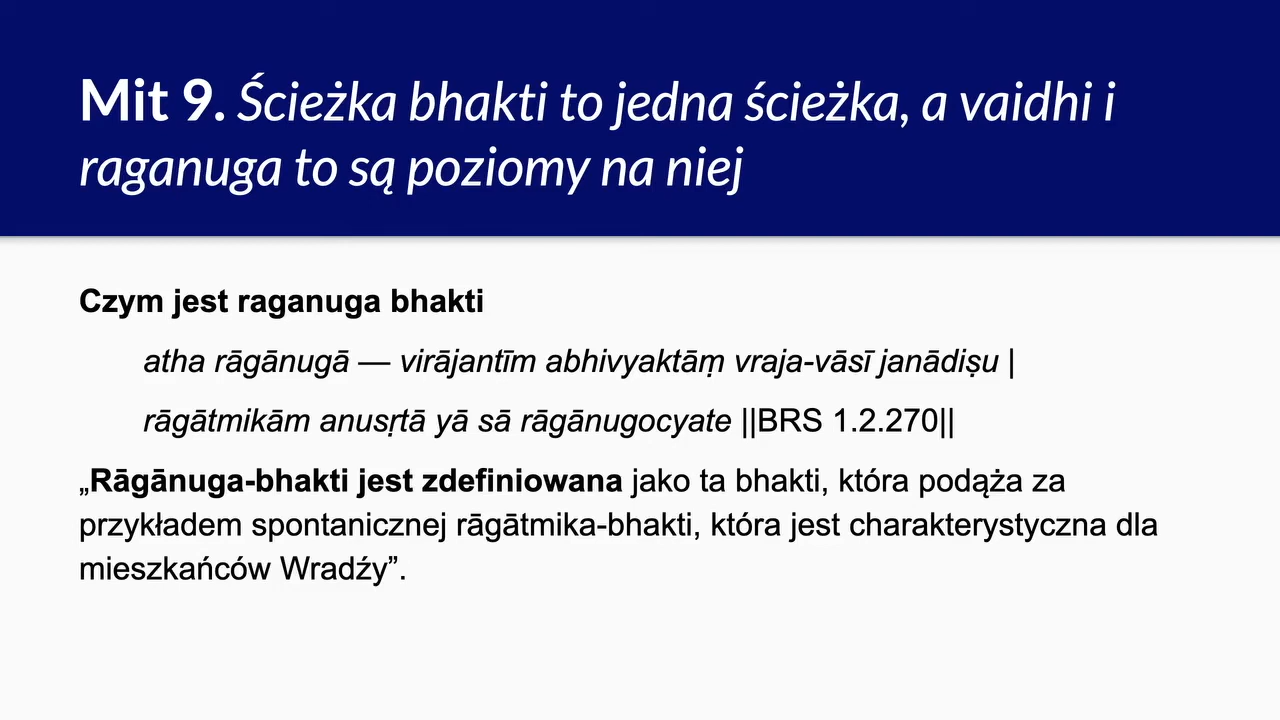 Mit 9. Ścieżka bhakti to jedna ścieżka, a vaidhi i
raganuga to są poziomy na niej
Czym jest raganuga bhakti
atha rāgānugā — virājantīm abhivyaktāṃ vraja-vāsī janādiṣu |
rāgātmikām anusṛtā yā sā rāgānugocyate ||BRS 1.2.270||
„Rāgānuga-bhakti jest zdefiniowana jako ta bhakti, która podąża za
przykładem spontanicznej rāgātmika-bhakti, która jest charakterystyczna dla
mieszkańców Wradźy”.